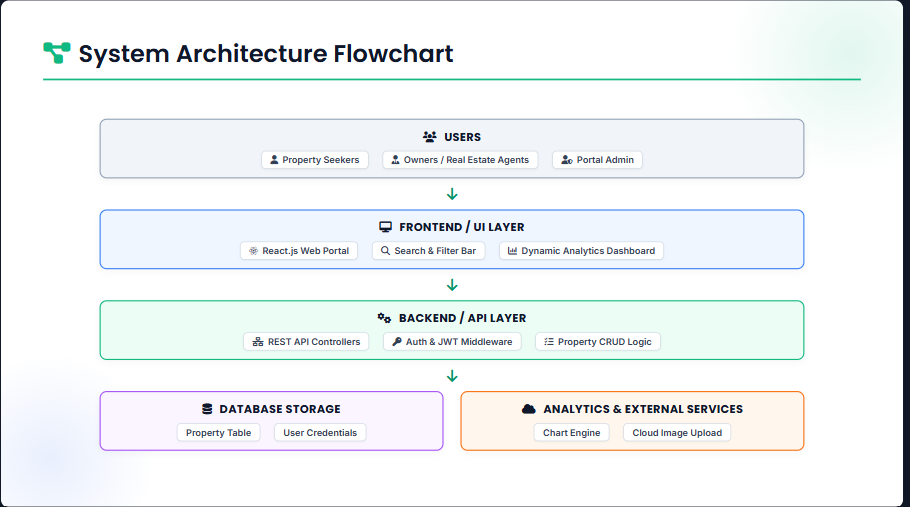 System Architecture Flowchart
USERS
Property Seekers
Owners / Real Estate Agents
Portal Admin
FRONTEND / UI LAYER
React.js Web Portal
Search & Filter Bar
Dynamic Analytics Dashboard
BACKEND / API LAYER
REST API Controllers
Auth & JWT Middleware
Property CRUD Logic
DATABASE STORAGE
Property Table
User Credentials
ANALYTICS & EXTERNAL SERVICES
Chart Engine
Cloud Image Upload